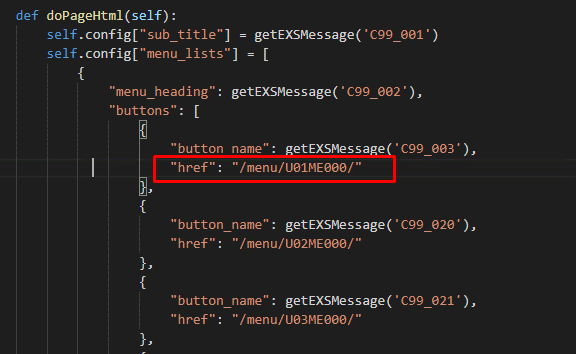 def doPageHtml(self):
self.config["sub_title"] = getEXSMessage('C99_001')
self.config["menu_lists"] = [
{
"menu_heading": getEXSMessage('C99_002'),
"buttons": [
{
"button_name": getEXSMessage('C99_003'),
"href": "/menu/U01ME000/"
},
{
"button_name": getEXSMessage('C99_020'),
"href": "/menu/U02ME000/"
},
{
"button_name": getEXSMessage('C99_021'),
"href": "/menu/U03ME000/"
},